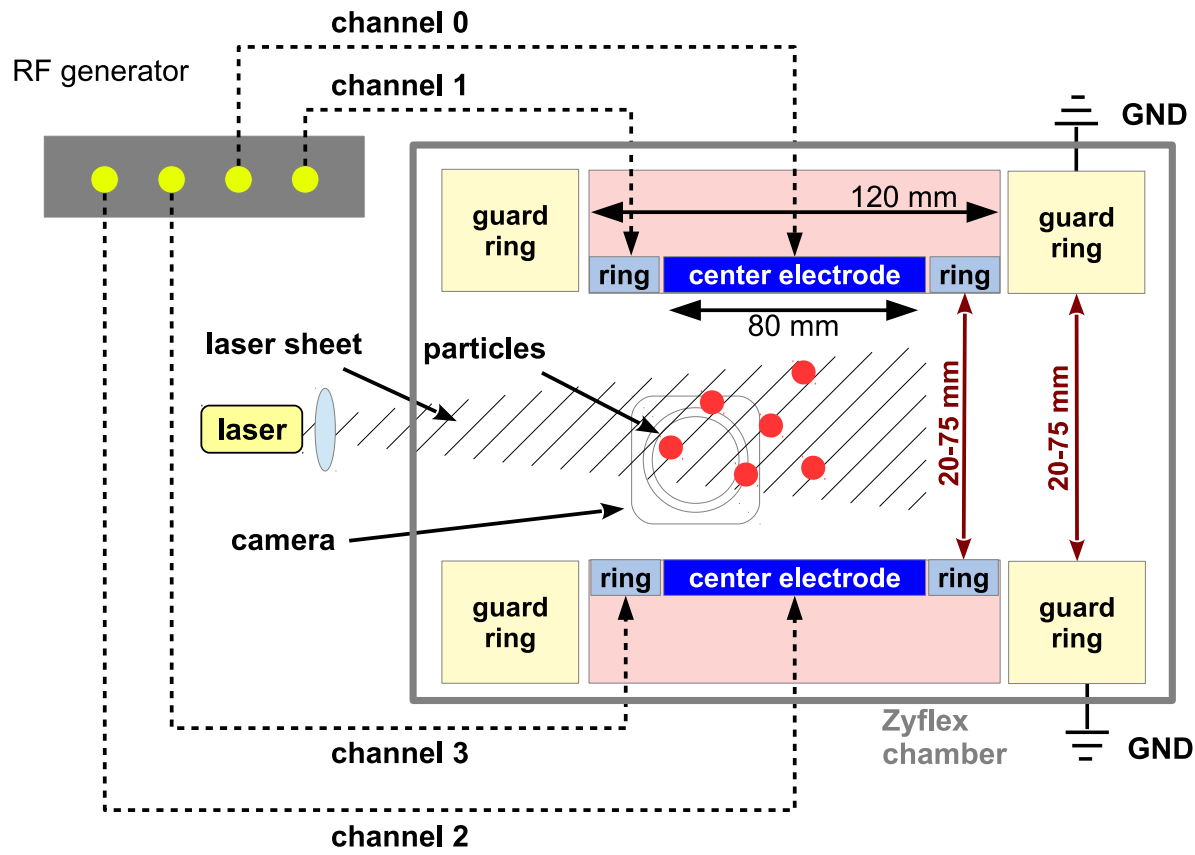 channel 0
RF generator
channel 1
GND
guard
ring
120 mm
guard
ring
ring
center electrode
ring
80 mm
laser sheet
particles
laser
20-75 mm
20-75 mm
camera
ring
center electrode
ring
guard
ring
guard
ring
Zyflex
chamber
channel 3
GND
channel 2